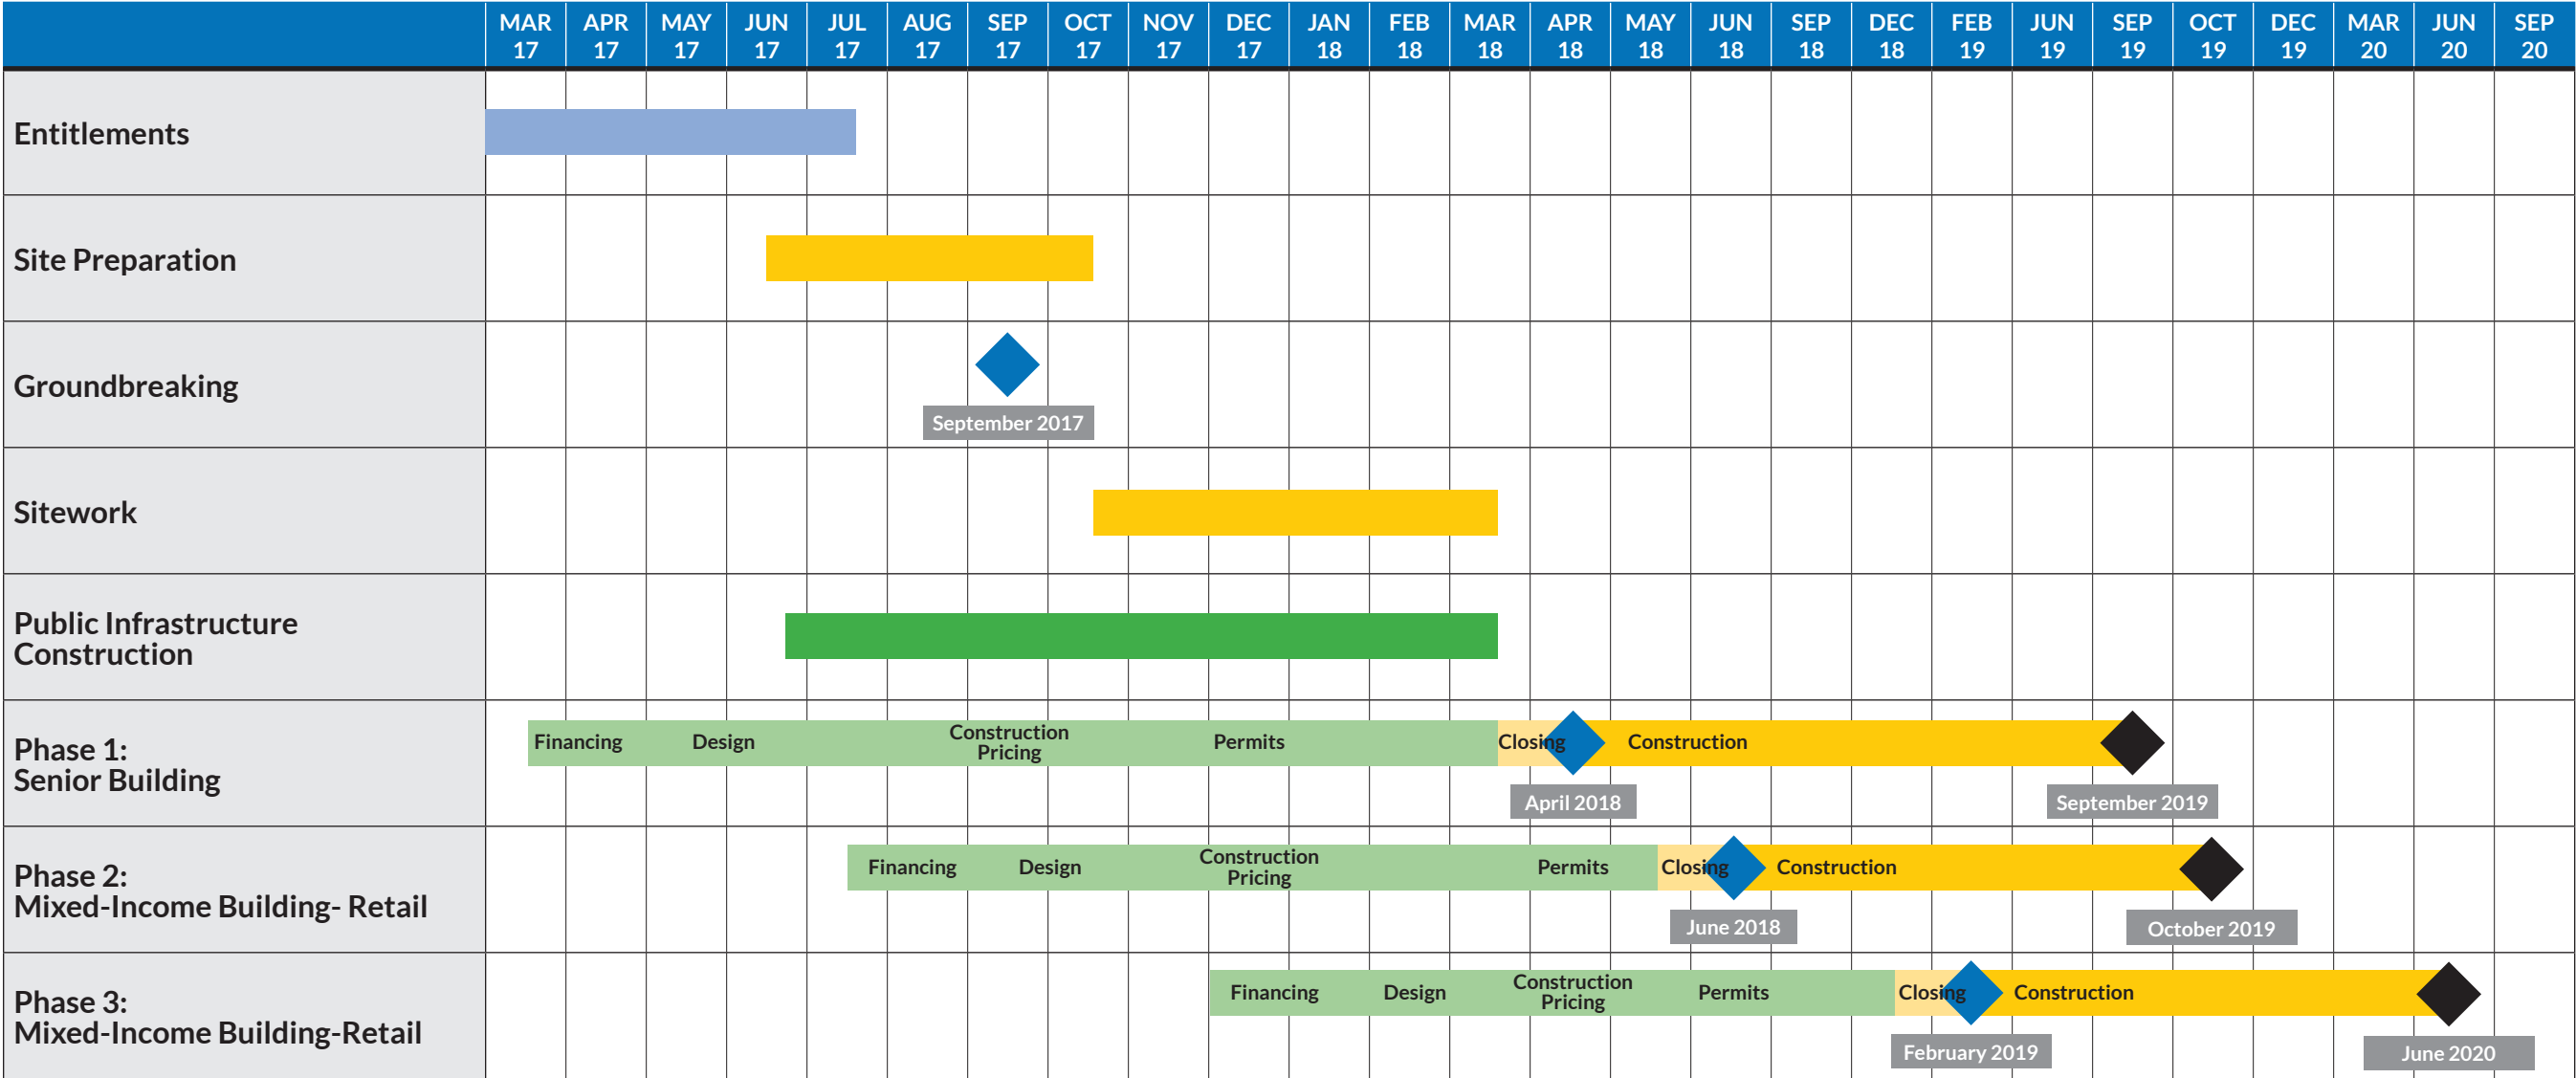 MAR APR MAY JUN JUL AUG SEP OCT NOV DEC JAN FEB MAR APR MAY JUN SEP DEC FEB JUN SEP OCT DEC MAR JUN SEP
17 17 17 17 17 17 17 17 17 17 18 18 18 18 18 18 18 18 19 19 19 19 19 20 20 20
Entitlements
Site Preparation
Groundbreaking
September 2017
Sitework
Public Infrastructure
Construction
Phase 1:
Senior Building
Financing
Design
Construction
Pricing
Permits
Closing
Construction
April 2018
September 2019
Phase 2:
Mixed-Income Building- Retail
Financing
Design
Construction
Pricing
Permits
Closing
Construction
June 2018
October 2019
Phase 3:
Mixed-Income Building-Retail
Financing
Design
Construction
Pricing
Permits
Closing
Construction
February 2019
June 2020